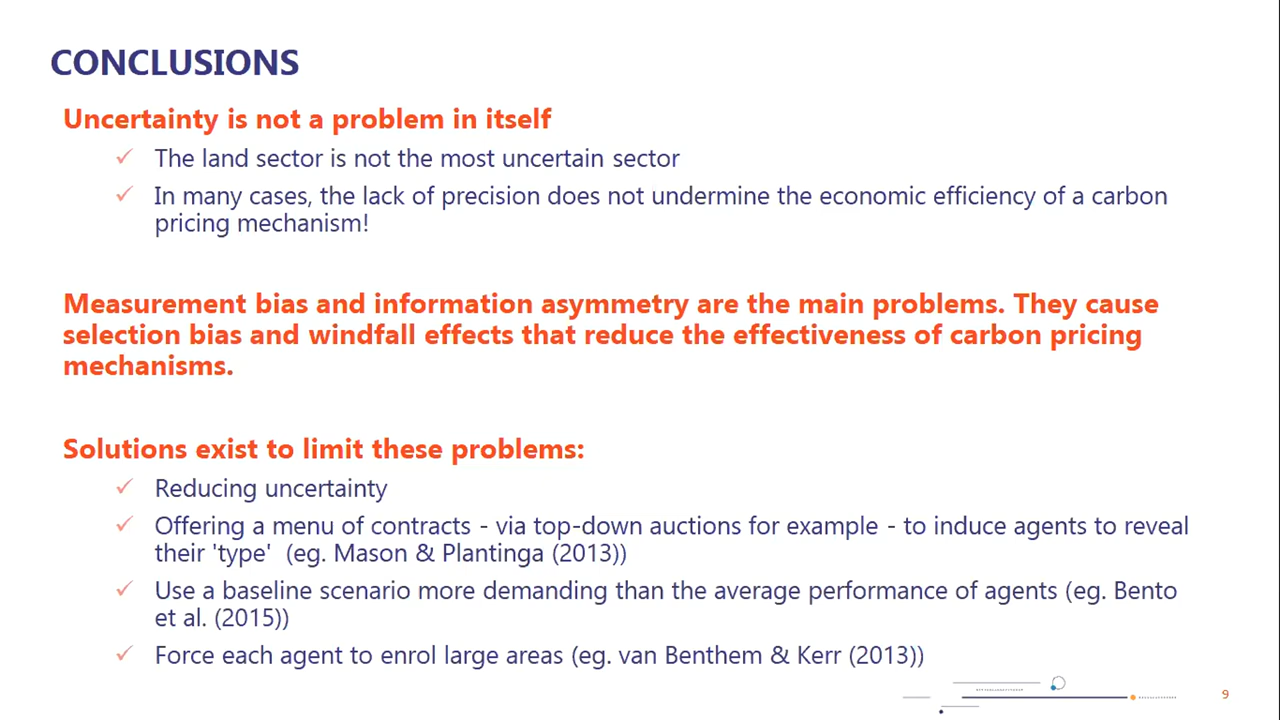 CONCLUSIONS
Uncertainty is not a problem in itself
✓ The land sector is not the most uncertain sector
✓ In many cases, the lack of precision does not undermine the economic efficiency of a carbon
pricing mechanism!
Measurement bias and information asymmetry are the main problems. They cause
selection bias and windfall effects that reduce the effectiveness of carbon pricing
mechanisms.
Solutions exist to limit these problems:
✓ Reducing uncertainty
✓ Offering a menu of contracts - via top-down auctions for example - to induce agents to reveal
their 'type'  (eg. Mason & Plantinga (2013))
✓ Use a baseline scenario more demanding than the average performance of agents (eg. Bento
et al. (2015))
✓ Force each agent to enrol large areas (eg. van Benthem & Kerr (2013))
9